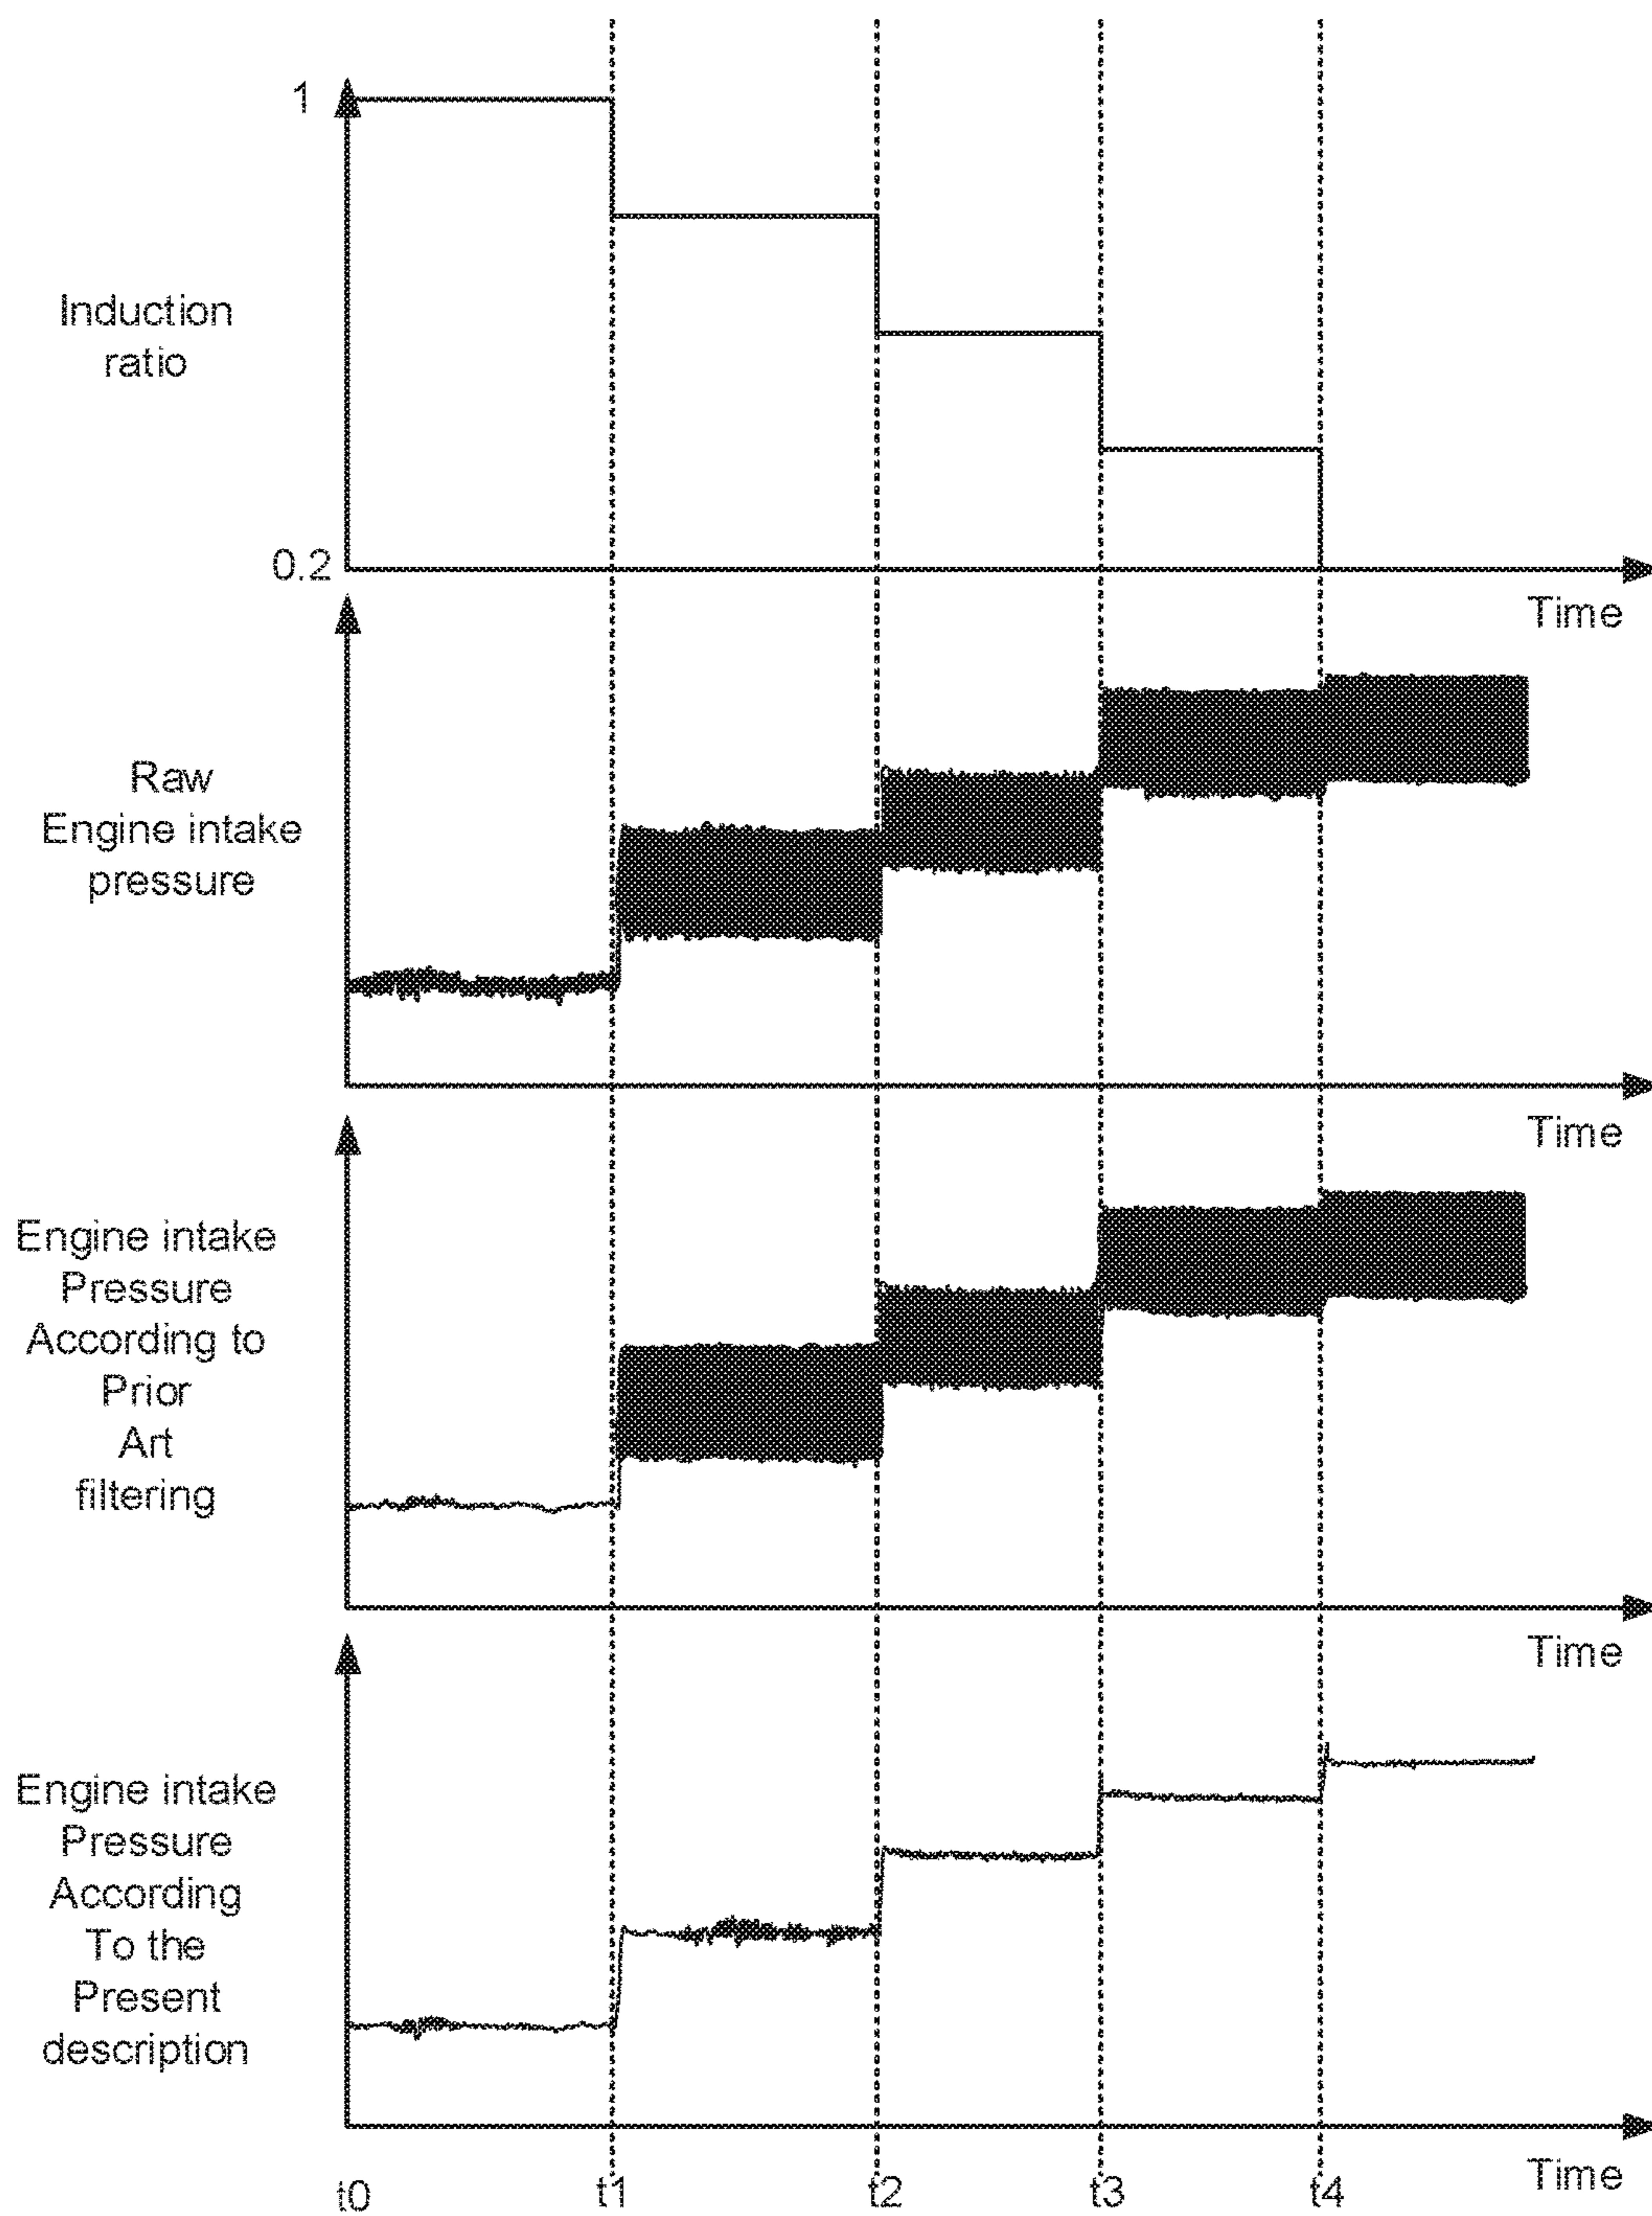 1
Induction
ratio
0.2
Time
Raw
Engine intake
pressure
Time
Engine intake
Pressure
According to
Prior
Art
filtering
Time
Engine intake
Pressure
According
To the
Present
description
Time
t0
t1
t2
t3
t4